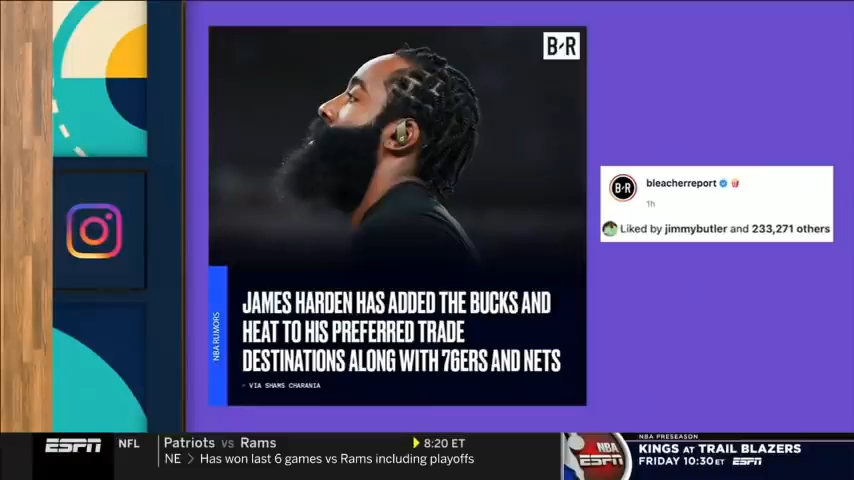 B/R
JAMES HARDEN HAS ADDED THE BUCKS AND
HEAT TO HIS PREFERRED TRADE
DESTINATIONS ALONG WITH 76ERS AND NETS
- VIA SHAMS CHARANIA
NBA RUMORS
B/R
bleacherreport
1h
Liked by jimmybutler and 233,271 others
ESPN
NFL
Patriots vs Rams
8:20 ET
NE > Has won last 6 games vs Rams including playoffs
NBA
ESPN
NBA PRESEASON
KINGS AT TRAIL BLAZERS
FRIDAY 10:30 ET ESPN